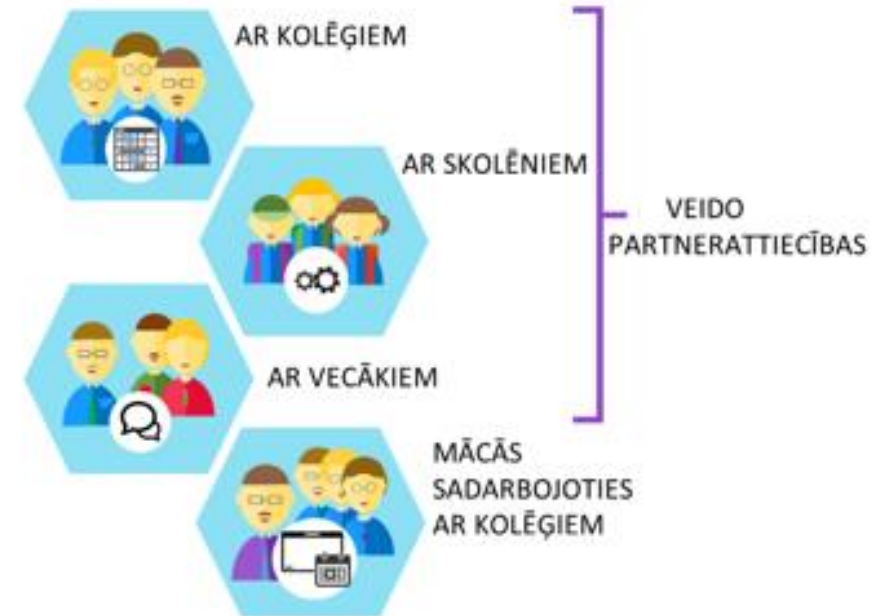 AR KOLĒĢIEM
AR SKOLĒNIEM
VEIDO
PARTNERATTIECĪBAS
AR VECĀKIEM
MĀCĀS
SADARBOJOTIES
AR KOLĒĢIEM